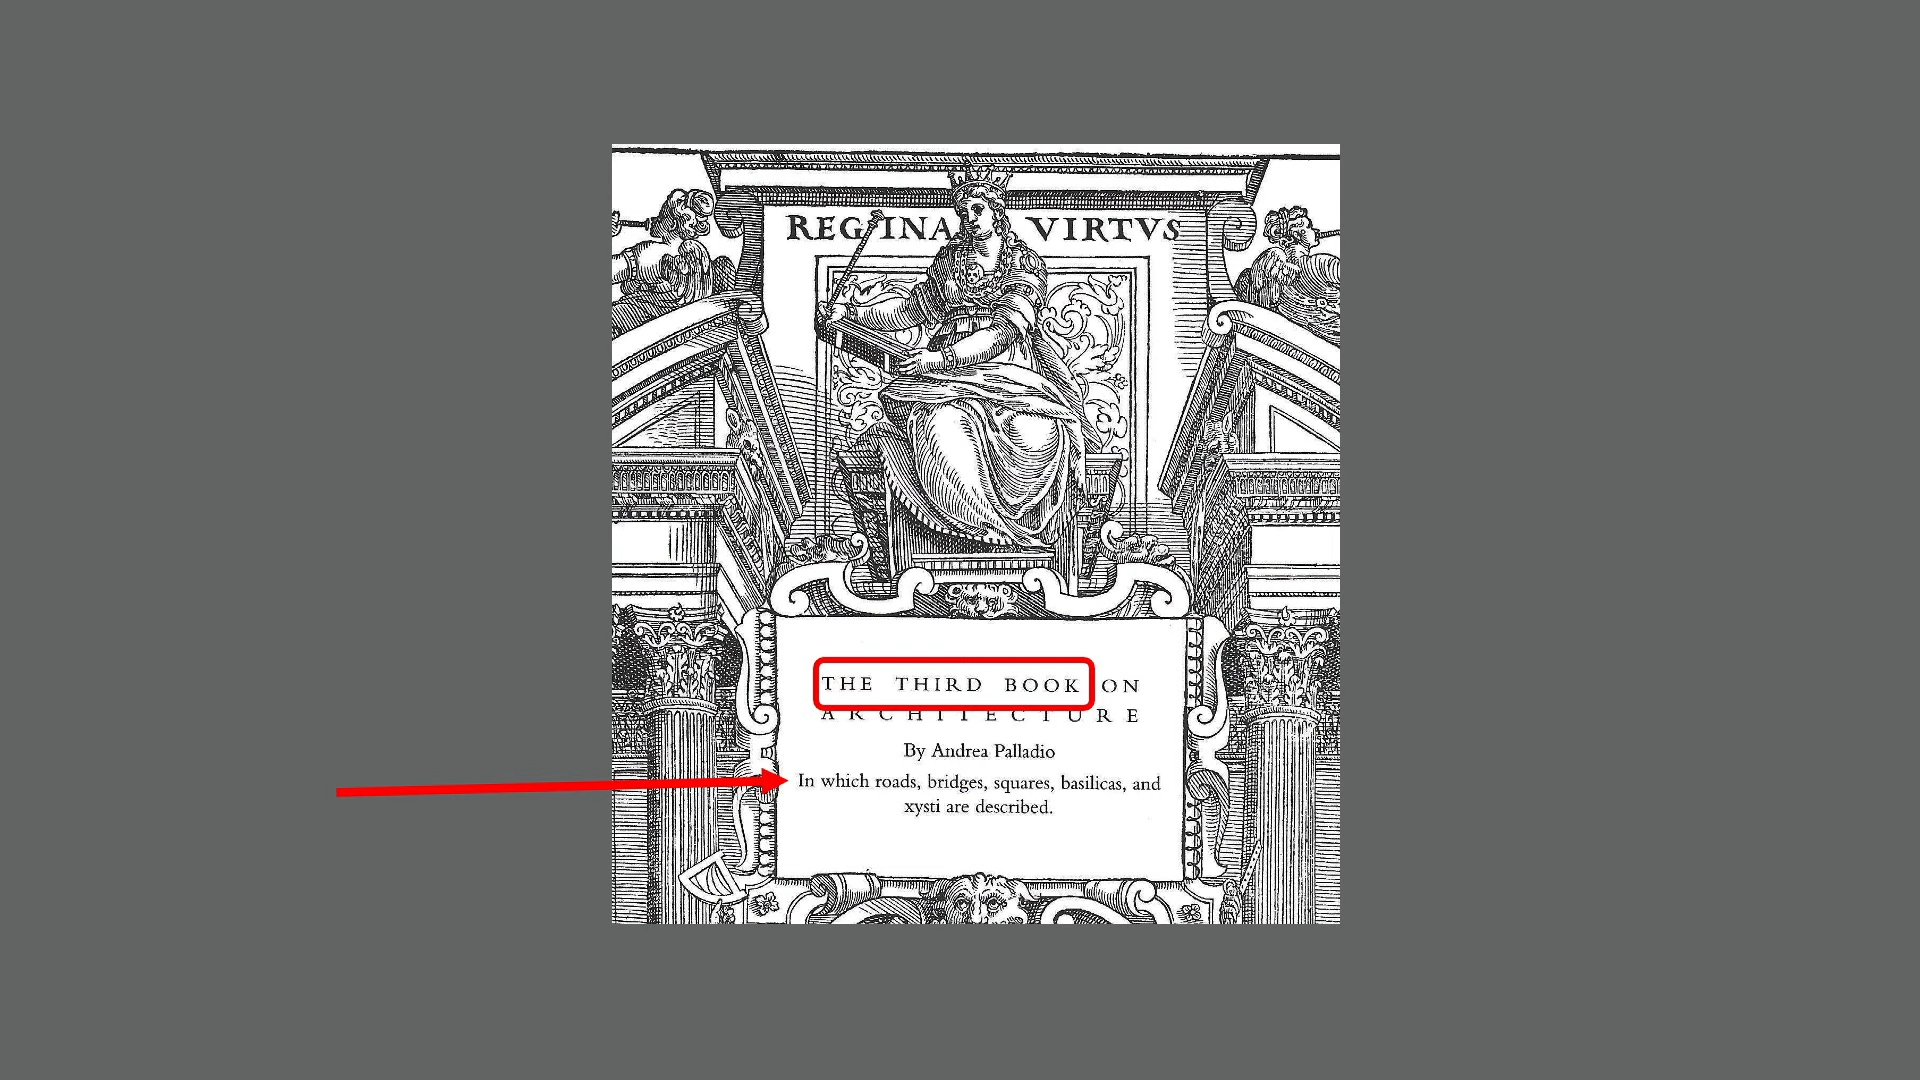 REGINA VIRTVS
THE THIRD BOOK ON
ARCHITECTURE
By Andrea Palladio
In which roads, bridges, squares, basilicas, and
xysti are described.